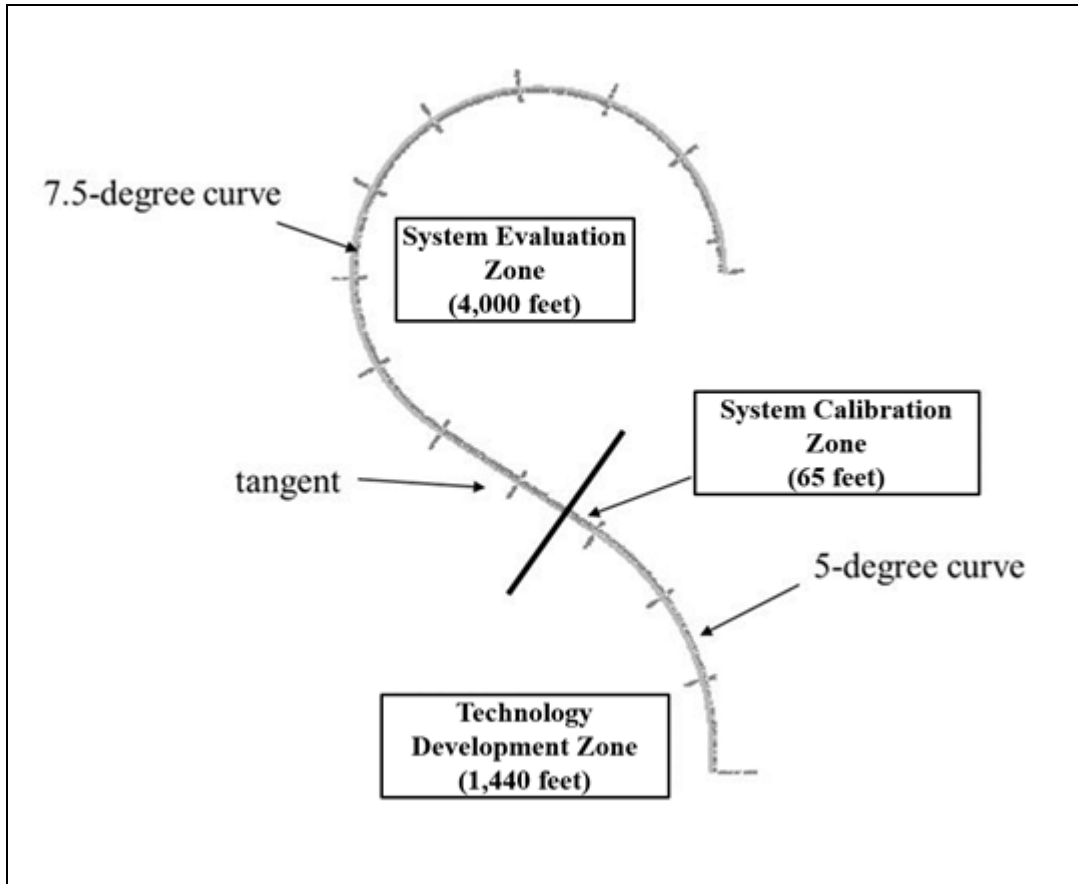 7.5-degree curve
System Evaluation
Zone
(4,000 feet)
System Calibration
Zone
(65 feet)
tangent
5-degree curve
Technology
Development Zone
(1,440 feet)